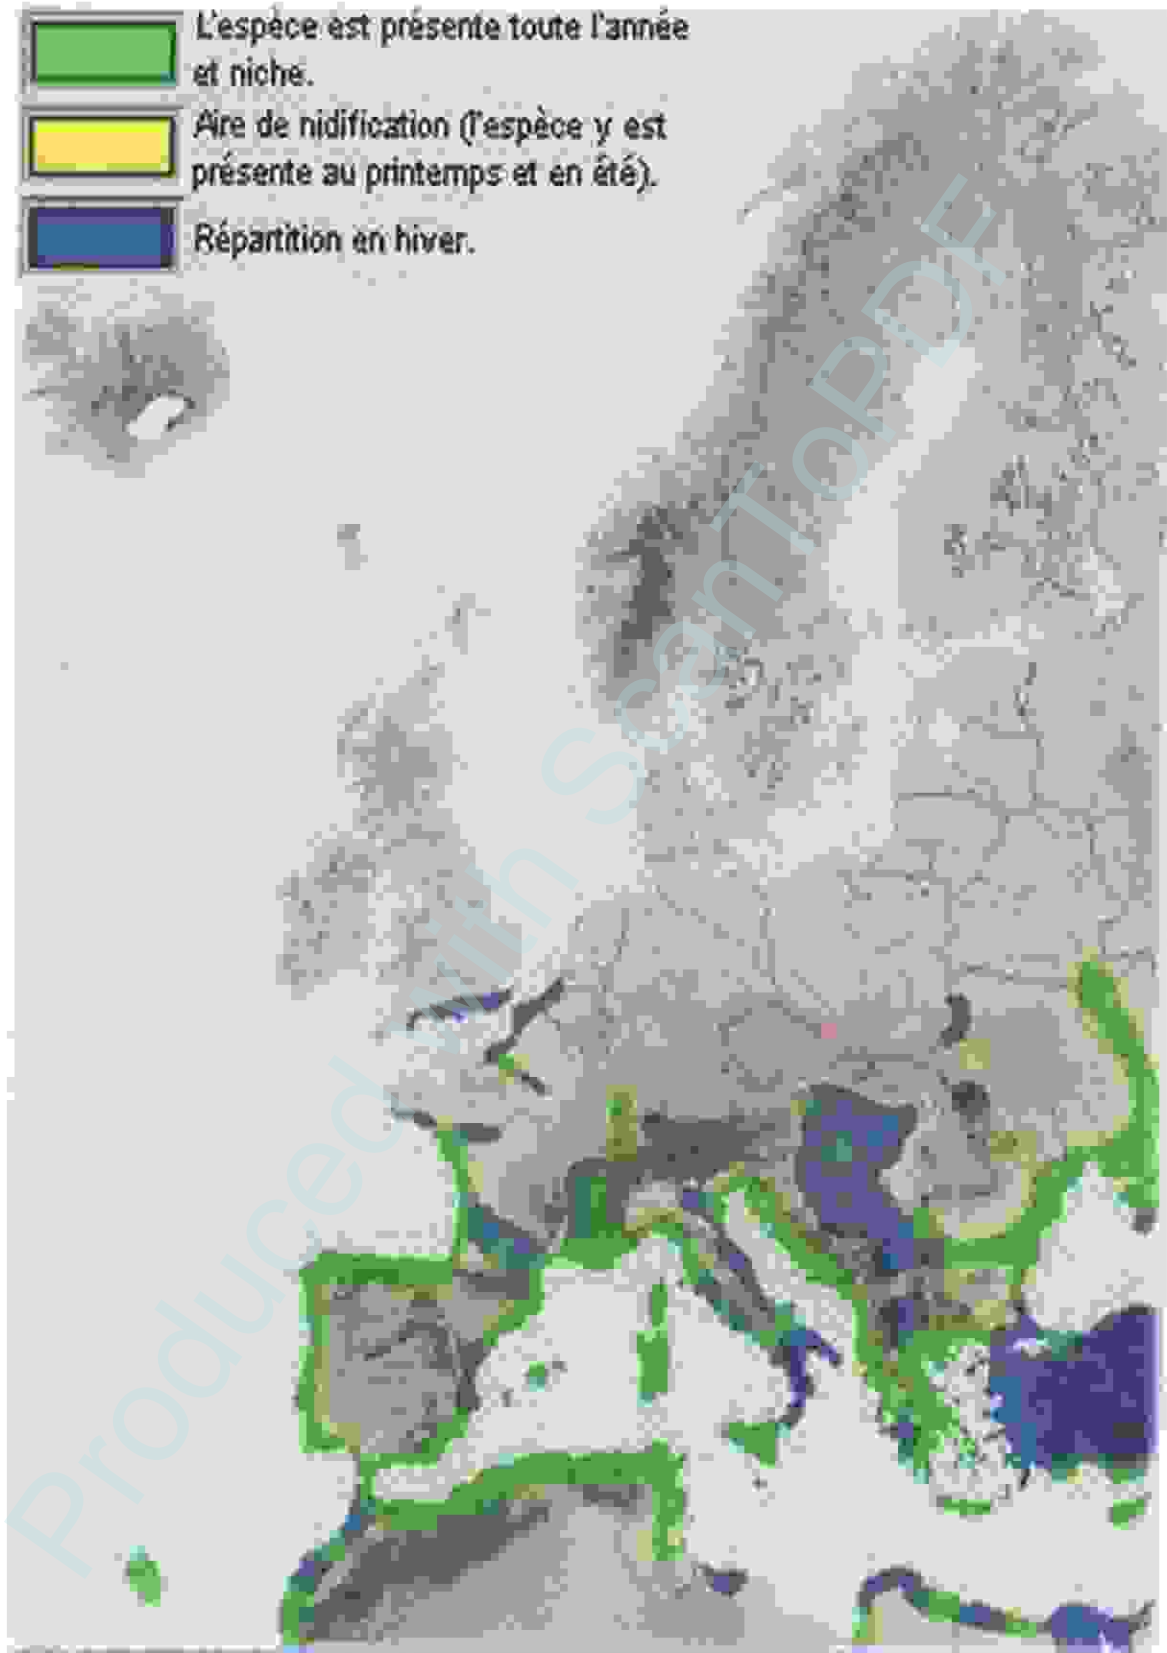 L'espèce est présente toute l'année
et niche.
Aire de nidification (l'espèce y est
présente au printemps et en été).
Répartition en hiver.
Produced with ScanToPDF